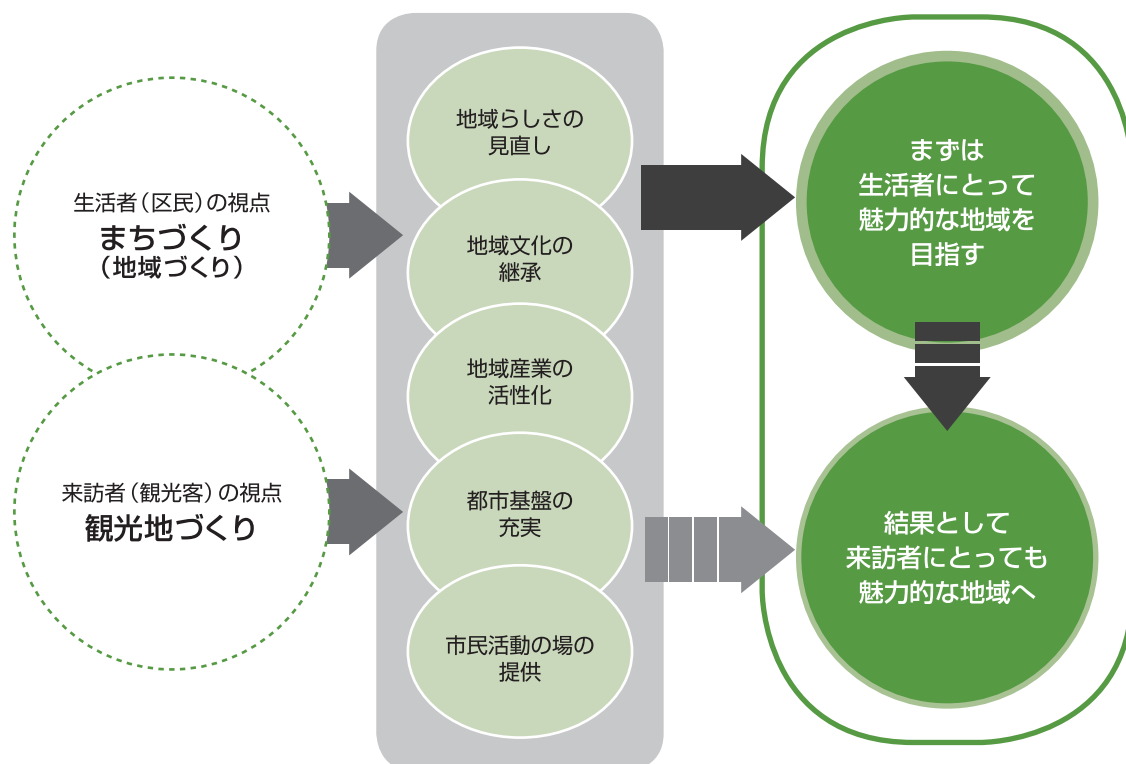 生活者（区民）の視点
まちづくり
（地域づくり）
来訪者（観光客）の視点
観光地づくり
地域らしさの
見直し
地域文化の
継承
地域産業の
活性化
都市基盤の
充実
市民活動の場の
提供
まずは
生活者にとって
魅力的な地域を
目指す
結果として
来訪者にとっても
魅力的な地域へ